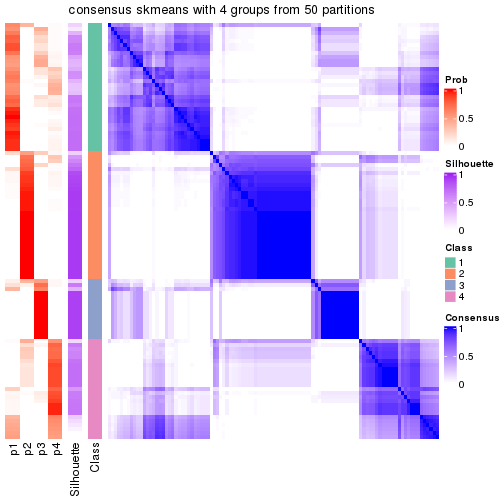 consensus skmeans with 4 groups from 50 partitions
Prob
1
0.5
0
Silhouette
1
0.5
0
Class
1
2
3
4
Consensus
1
0.5
0
p1
p2
p3
p4
Silhouette
Class